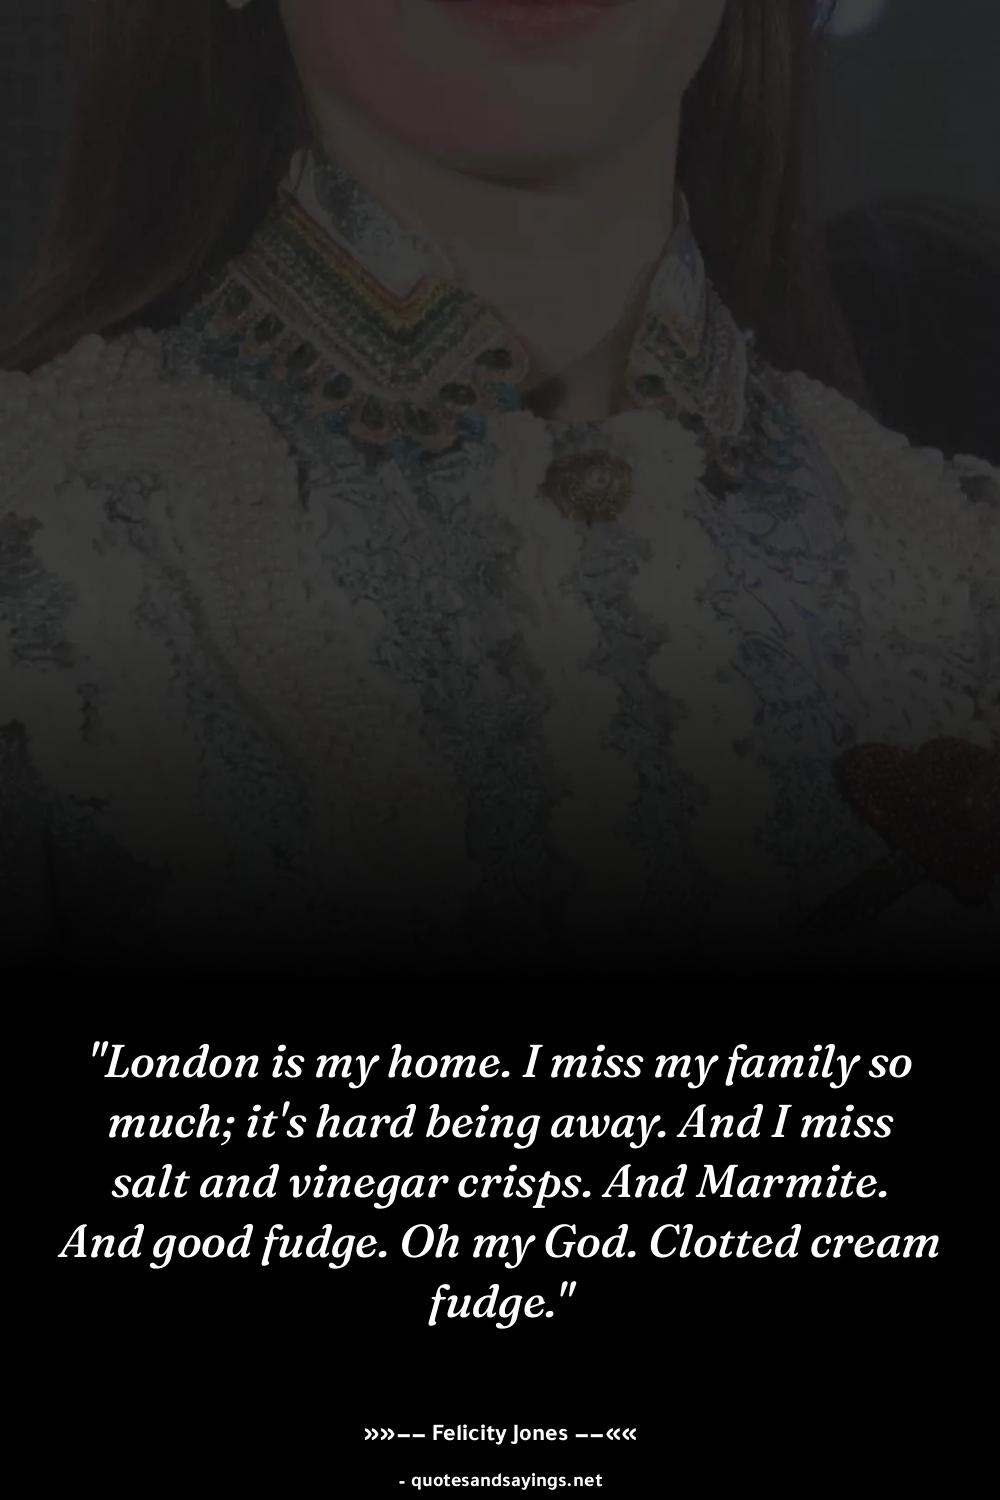 "London is my home. I miss my family so
much; it's hard being away. And I miss
salt and vinegar crisps. And Marmite.
And good fudge. Oh my God. Clotted cream
fudge."
»»–– Felicity Jones ––««
- quotesandsayings.net